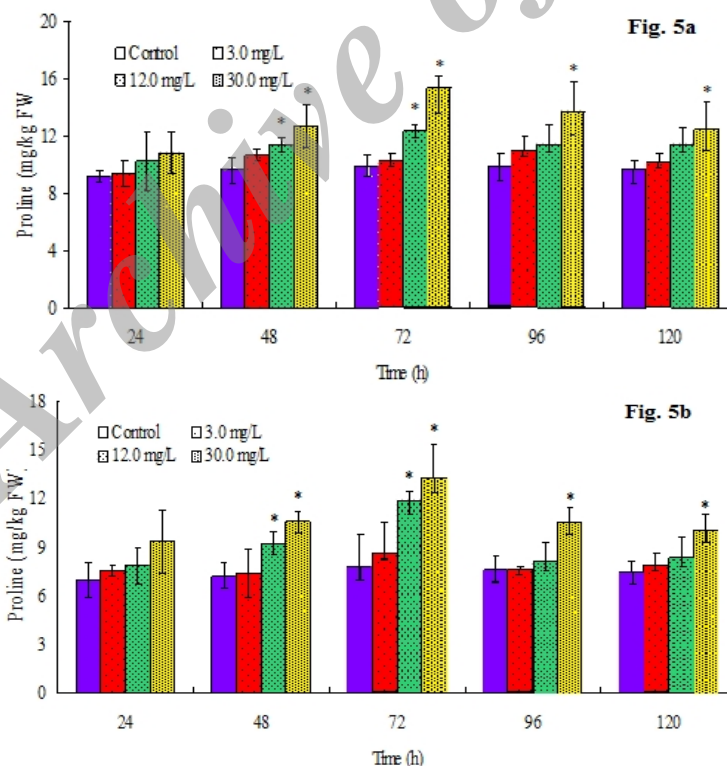 Archive of
Fig. 5a
Control 3.0 mg/L
12.0 mg/L 30.0 mg/L
Proline (mg/kg FW)
20
16
12
8
4
0
* * * * * *
24 48 72 96 120
Time (h)
Fig. 5b
Control 3.0 mg/L
12.0 mg/L 30.0 mg/L
Proline (mg/kg FW)
18
15
12
9
6
3
0
* * * * * *
24 48 72 96 120
Time (h)